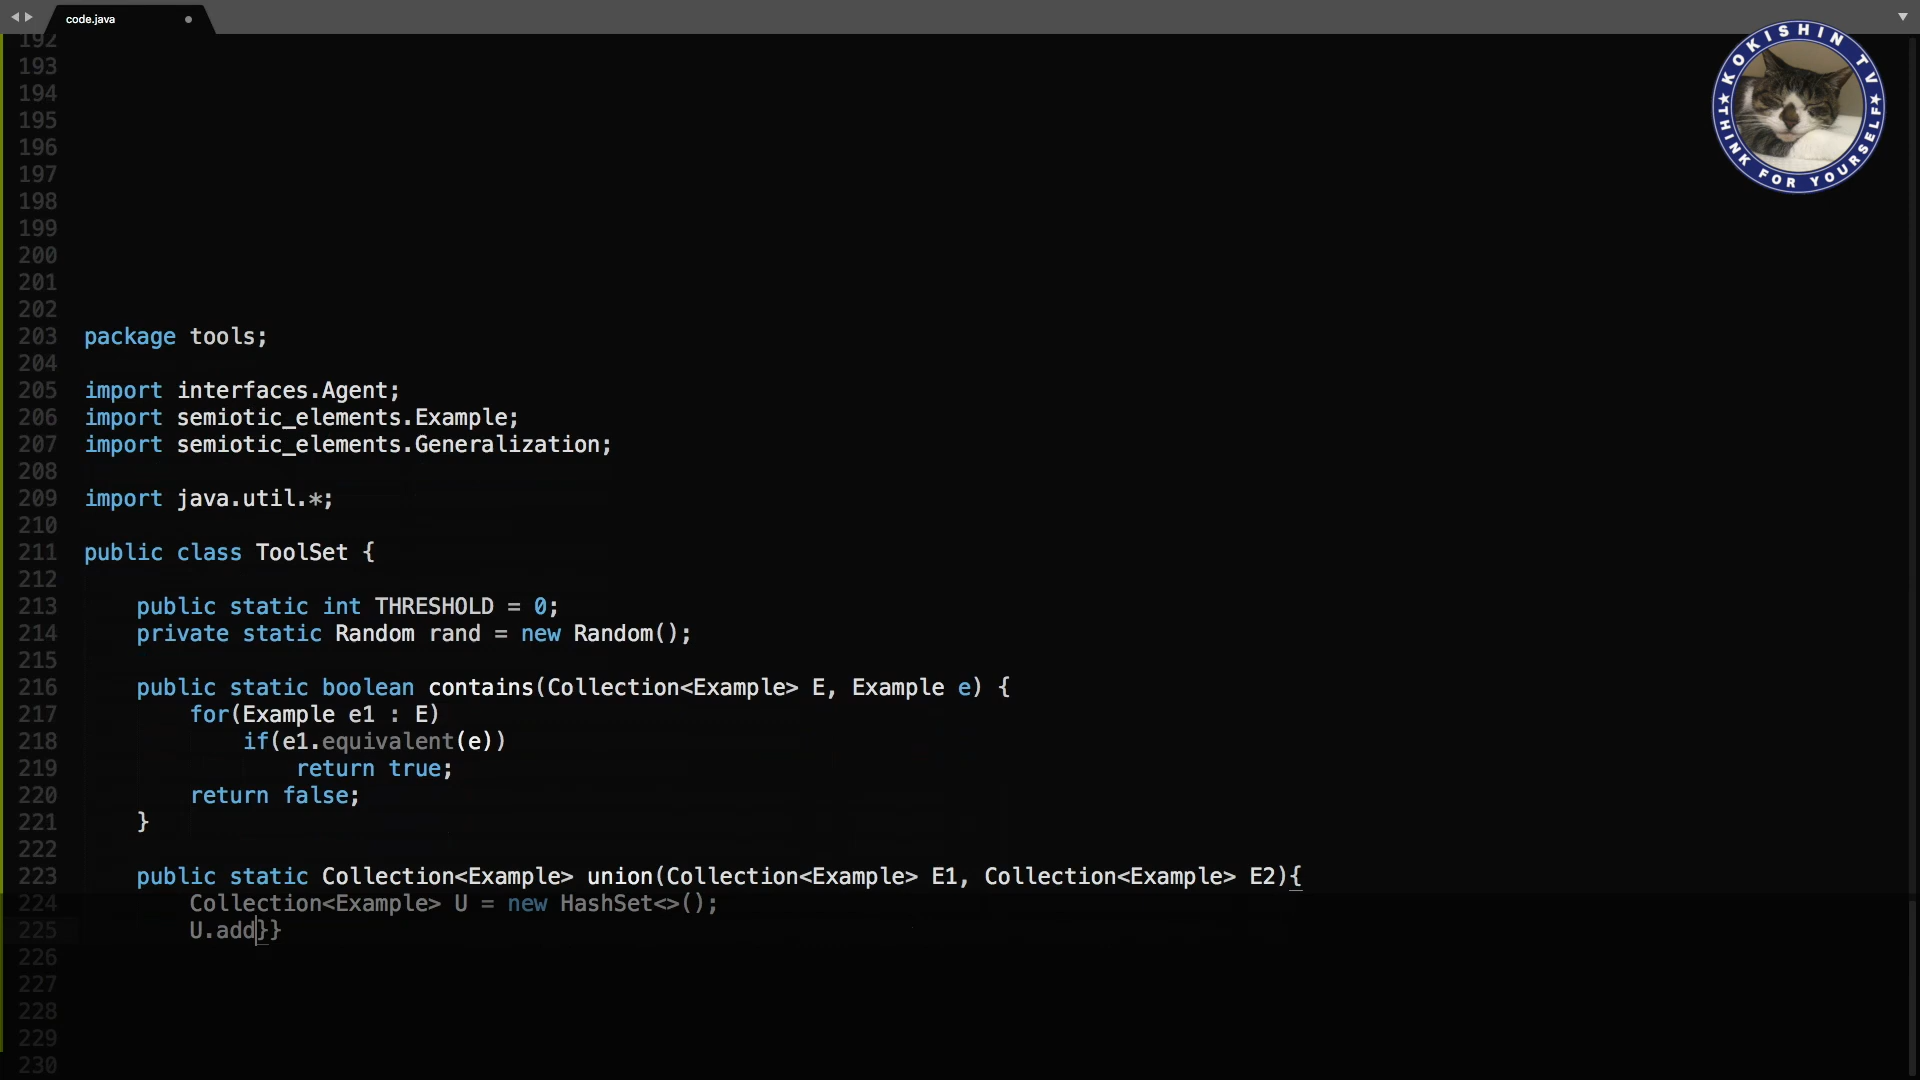 code.java
KOKISHIN TV
THINK FOR YOURSELF
192
193
194
195
196
197
198
199
200
201
202
203 package tools;
204
205 import interfaces.Agent;
206 import semiotic_elements.Example;
207 import semiotic_elements.Generalization;
208
209 import java.util.*;
210
211 public class ToolSet {
212
213     public static int THRESHOLD = 0;
214     private static Random rand = new Random();
215
216     public static boolean contains(Collection<Example> E, Example e) {
217         for(Example e1 : E)
218             if(e1.equivalent(e))
219                 return true;
220         return false;
221     }
222
223     public static Collection<Example> union(Collection<Example> E1, Collection<Example> E2){
224         Collection<Example> U = new HashSet<>();
225         U.add}}
226
227
228
229
230